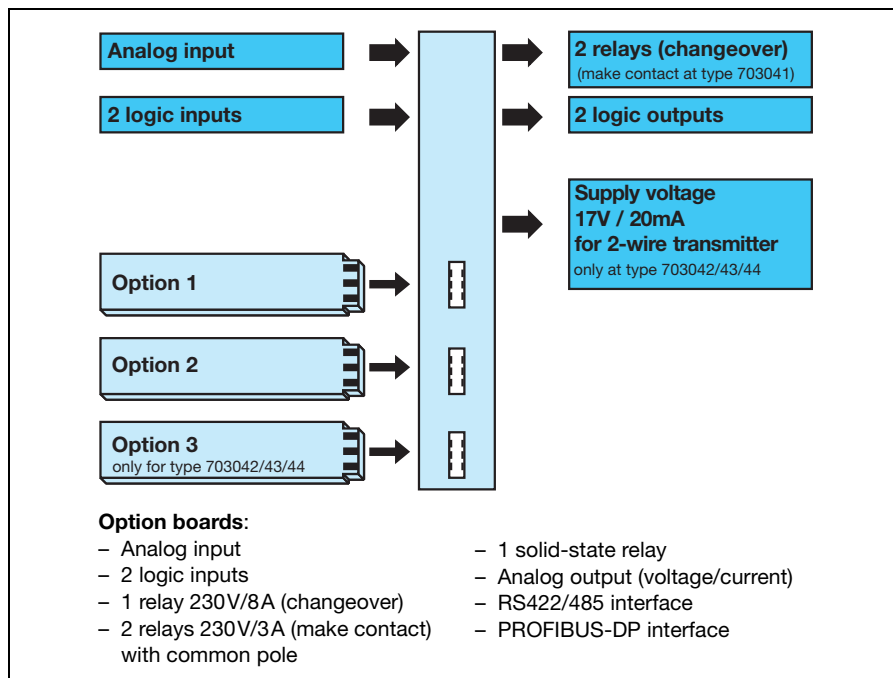 Analog input
2 logic inputs
2 relays (changeover)
(make contact at type 703041)
2 logic outputs
Supply voltage
17V / 20mA
for 2-wire transmitter
only at type 703042/43/44
Option 1
Option 2
Option 3
only for type 703042/43/44
Option boards:
– Analog input
– 2 logic inputs
– 1 relay 230V/8A (changeover)
– 2 relays 230V/3A (make contact)
with common pole
– 1 solid-state relay
– Analog output (voltage/current)
– RS422/485 interface
– PROFIBUS-DP interface